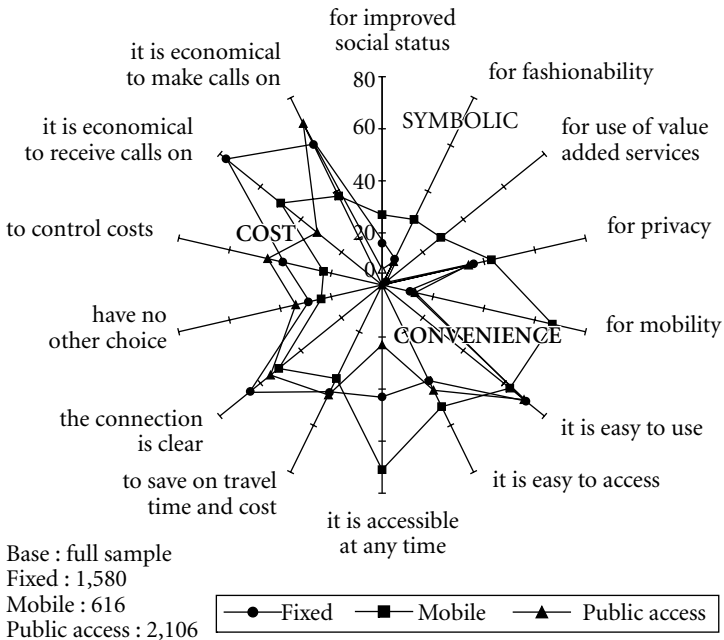 for improved
social status
for fashionability
for use of value
added services
for privacy
for mobility
it is easy to use
it is easy to access
it is accessible
at any time
to save on travel
time and cost
the connection
is clear
have no
other choice
to control costs
it is economical
to receive calls on
it is economical
to make calls on
80
60
40
20
0
SYMBOLIC
COST
CONVENIENCE
Base : full sample
Fixed : 1,580
Mobile : 616
Public access : 2,106
Fixed Mobile Public access